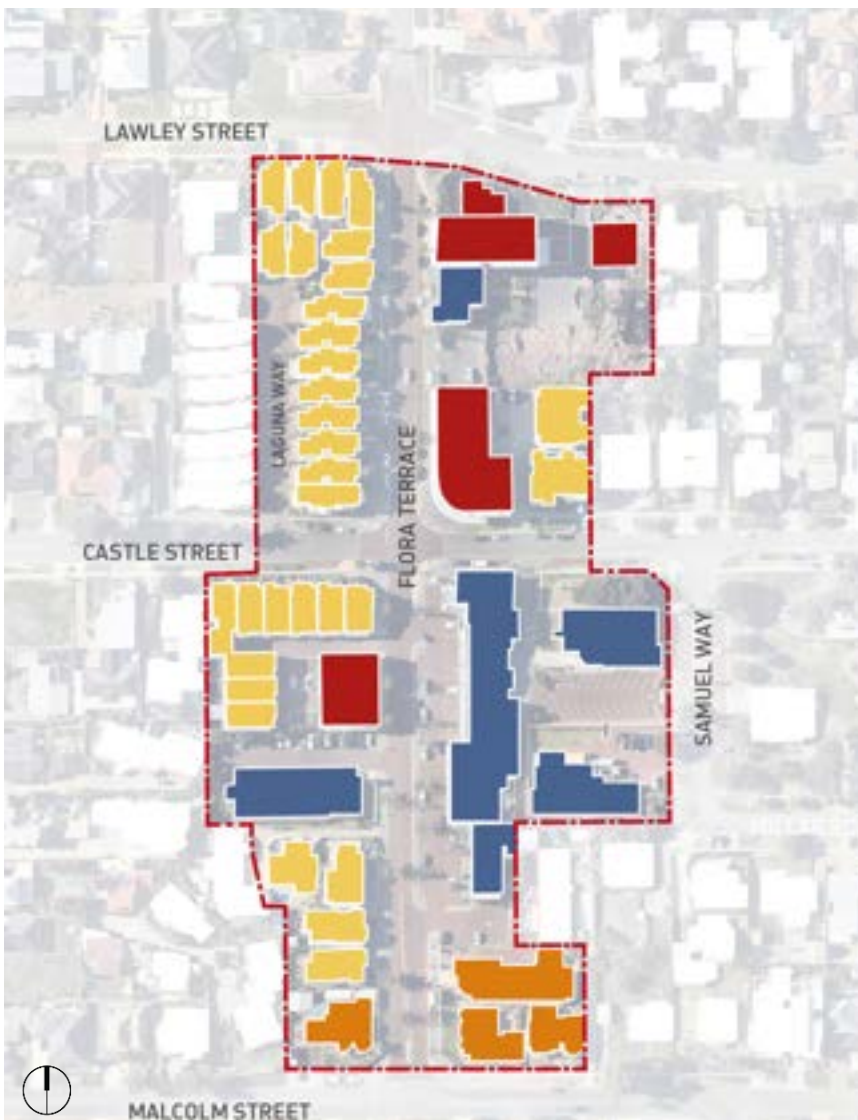 LAWLEY STREET
LAGUNA WAY
FLORA TERRACE
CASTLE STREET
SAMUEL WAY
MALCOLM STREET